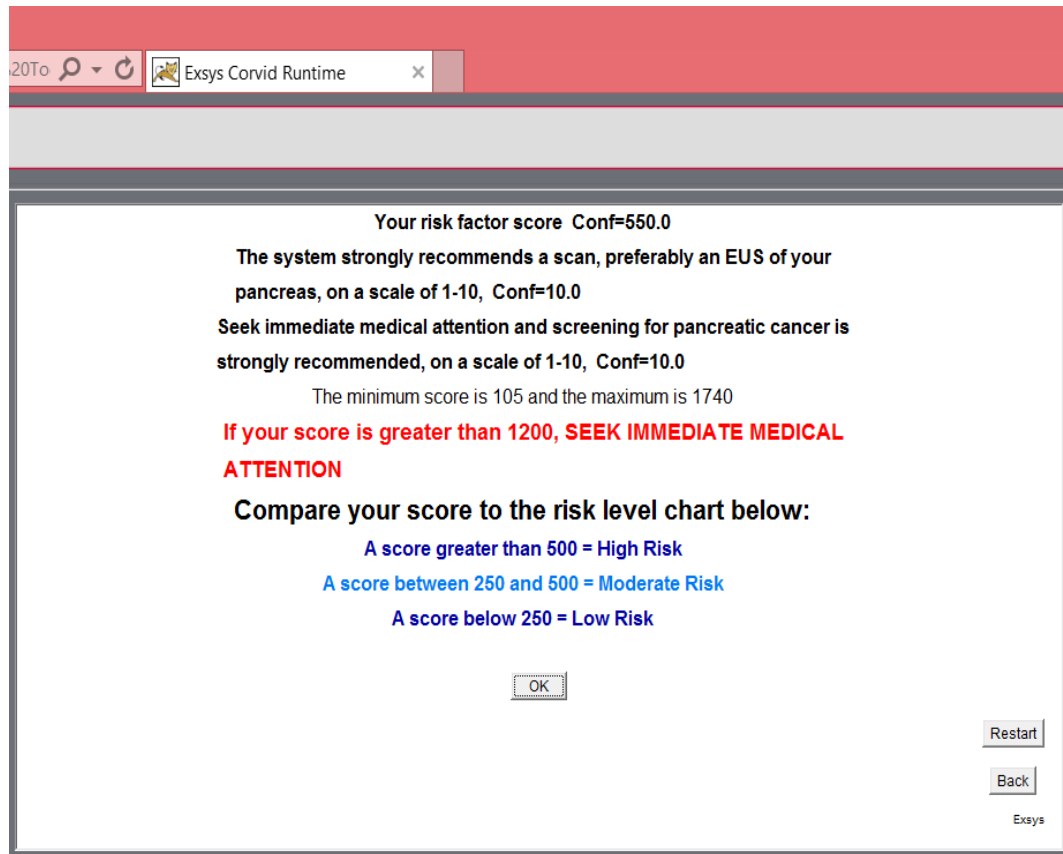 20To
Exsys Corvid Runtime
Your risk factor score Conf=550.0
The system strongly recommends a scan, preferably an EUS of your
pancreas, on a scale of 1-10, Conf=10.0
Seek immediate medical attention and screening for pancreatic cancer is
strongly recommended, on a scale of 1-10, Conf=10.0
The minimum score is 105 and the maximum is 1740
If your score is greater than 1200, SEEK IMMEDIATE MEDICAL
ATTENTION
Compare your score to the risk level chart below:
A score greater than 500 = High Risk
A score between 250 and 500 = Moderate Risk
A score below 250 = Low Risk
OK
Restart
Back
Exsys